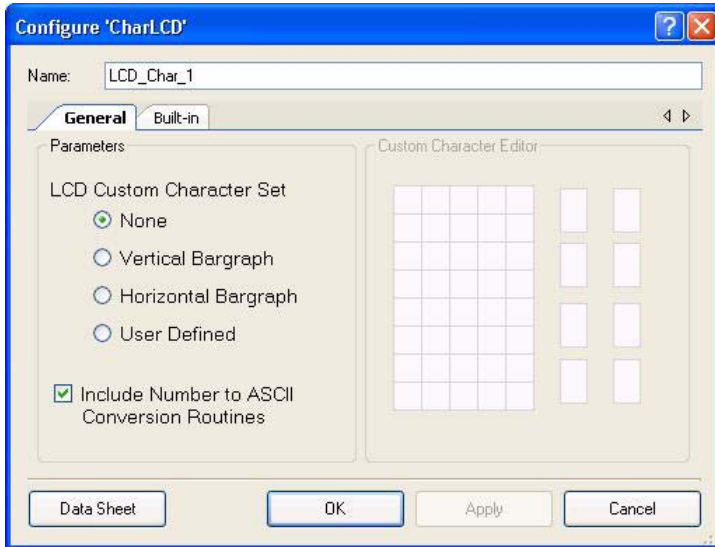 Configure 'CharLCD'
Name: LCD_Char_1
General Built-in
Parameters
LCD Custom Character Set
None
Vertical Bargraph
Horizontal Bargraph
User Defined
Include Number to ASCII
Conversion Routines
Custom Character Editor
Data Sheet OK Apply Cancel